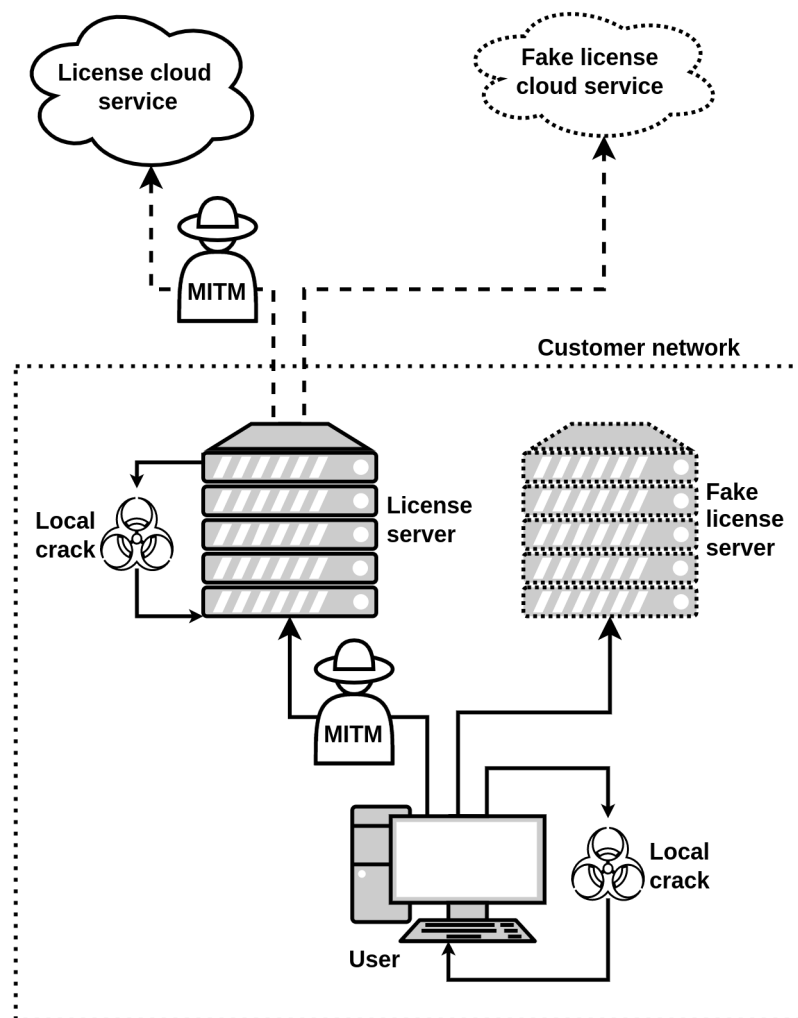 License cloud
service
Fake license
cloud service
MITM
Customer network
License
server
Fake
license
server
Local
crack
MITM
Local
crack
User